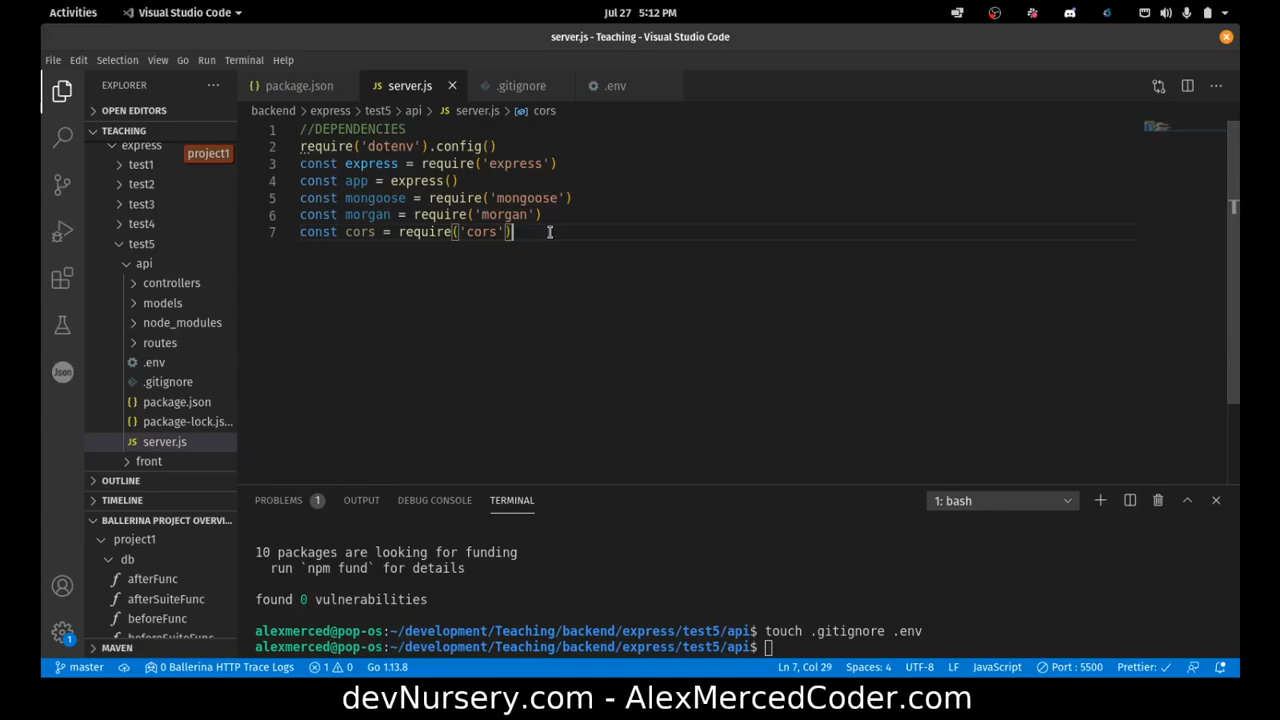 Activities
Visual Studio Code
Jul 27 5:12 PM
server.js - Teaching - Visual Studio Code
File Edit Selection View Go Run Terminal Help
EXPLORER
···
{ } package.json
JS server.js
.gitignore
.env
···
OPEN EDITORS
TEACHING
backend > express > test5 > api > JS server.js > cors
express
project1
test1
test2
test3
test4
test5
api
controllers
models
node_modules
routes
.env
.gitignore
{ } package.json
{ } package-lock.js...
JS server.js
front
OUTLINE
TIMELINE
BALLERINA PROJECT OVERVI...
project1
db
afterFunc
afterSuiteFunc
beforeFunc
beforeSuiteFunc
MAVEN
Json
1
1 //DEPENDENCIES
2 require('dotenv').config()
3 const express = require('express')
4 const app = express()
5 const mongoose = require('mongoose')
6 const morgan = require('morgan')
7 const cors = require('cors')
PROBLEMS 1 OUTPUT DEBUG CONSOLE TERMINAL
1: bash
10 packages are looking for funding
run `npm fund` for details
found 0 vulnerabilities
alexmerced@pop-os:~/development/Teaching/backend/express/test5/api$ touch .gitignore .env
alexmerced@pop-os:~/development/Teaching/backend/express/test5/api$
master 0 Ballerina HTTP Trace Logs 1 0 Go 1.13.8 Ln 7, Col 29 Spaces: 4 UTF-8 LF JavaScript Port : 5500 Prettier: ✓
devNursery.com - AlexMercedCoder.com